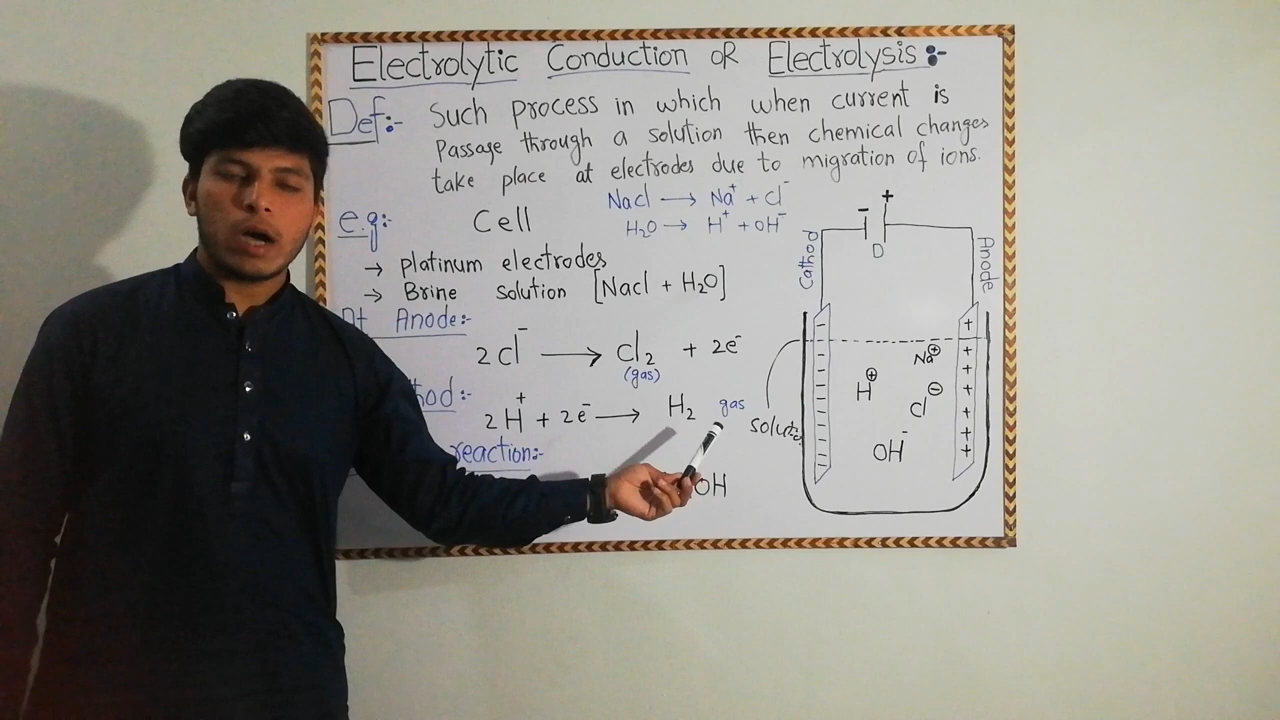 Electrolytic Conduction OR Electrolysis:-
Def:- Such process in which when current is
Passage through a solution then chemical changes
take place at electrodes due to migration of ions.
Nacl → Na⁺ + Cl⁻
e.g:- Cell
H₂O → H⁺ + OH⁻
→ platinum electrodes
→ Brine solution [Nacl + H₂O]
At Anode:-
2Cl⁻ → Cl₂ + 2e⁻
(gas)
hod:-
2H⁺ + 2e⁻ → H₂ gas
reaction:-
OH
- +
D
Cathod
Anode
Na⊕
H⊕
Cl⊖
OH⁻